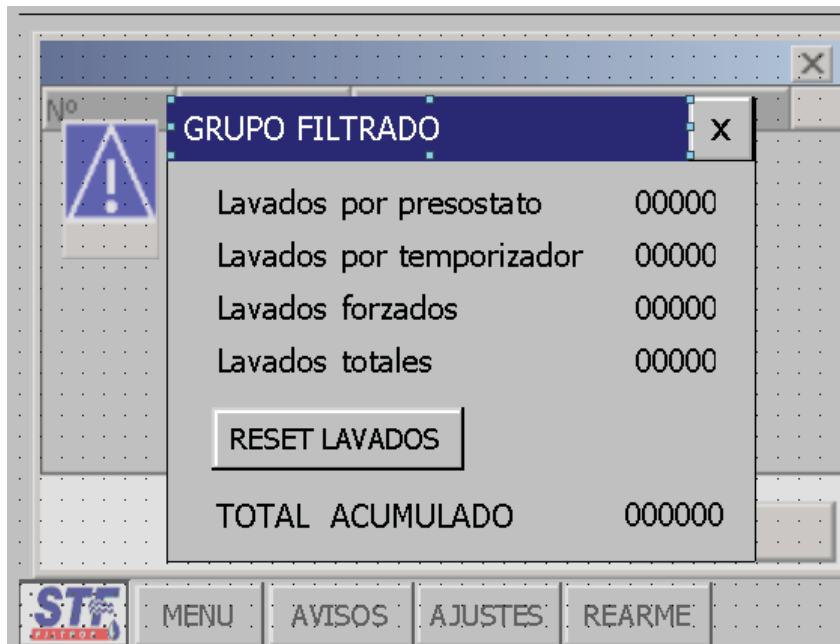 X
Nº
GRUPO FILTRADO X
Lavados por presostato 00000
Lavados por temporizador 00000
Lavados forzados 00000
Lavados totales 00000
RESET LAVADOS
TOTAL ACUMULADO 000000
STF
FILTROS
MENU AVISOS AJUSTES REARME